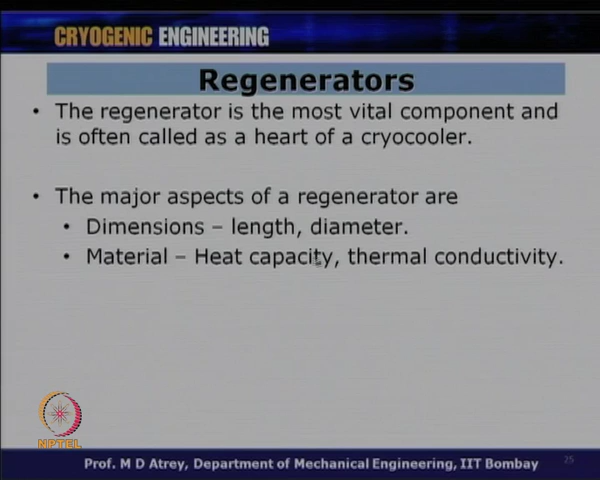 CRYOGENIC ENGINEERING
Regenerators
• The regenerator is the most vital component and
is often called as a heart of a cryocooler.
• The major aspects of a regenerator are
• Dimensions – length, diameter.
• Material – Heat capacity, thermal conductivity.
NPTEL
Prof. M D Atrey, Department of Mechanical Engineering, IIT Bombay
25